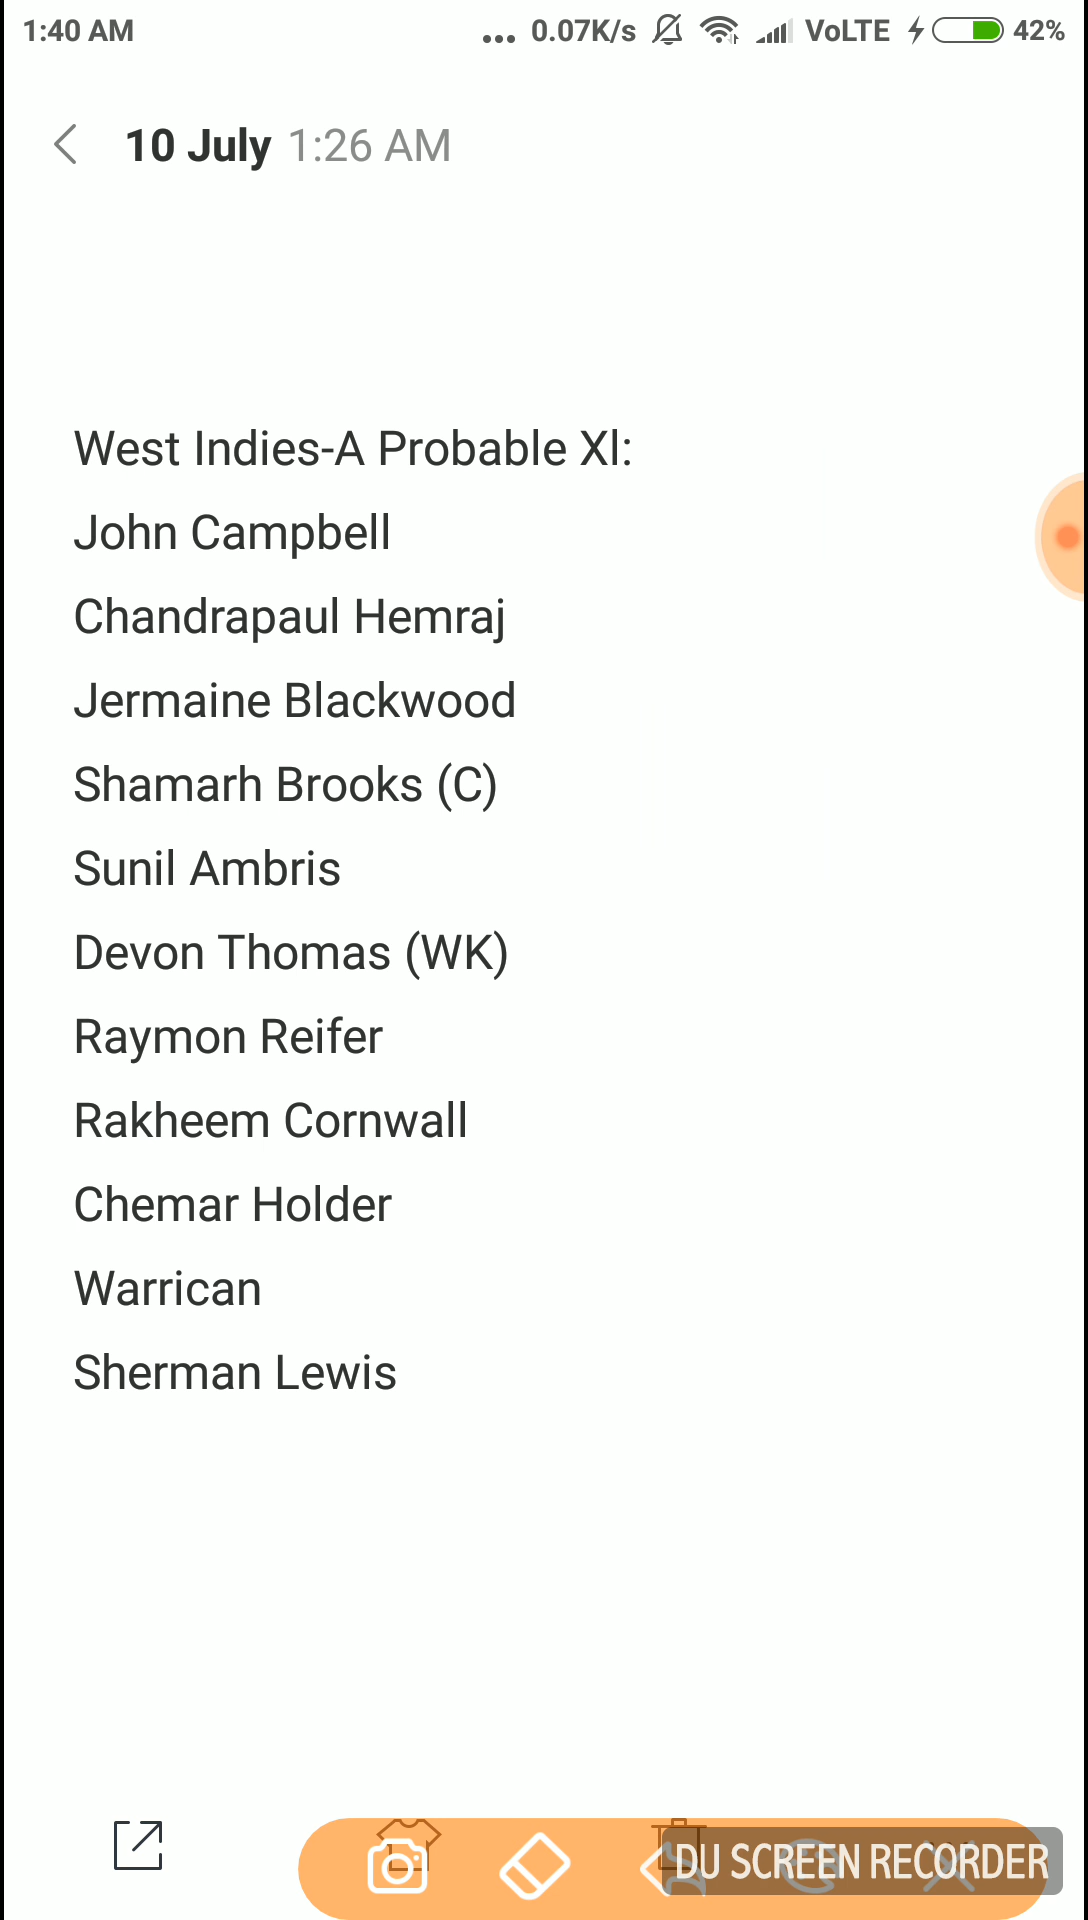 1:40 AM ... 0.07K/s VoLTE 42%
10 July 1:26 AM
West Indies-A Probable Xl:
John Campbell
Chandrapaul Hemraj
Jermaine Blackwood
Shamarh Brooks (C)
Sunil Ambris
Devon Thomas (WK)
Raymon Reifer
Rakheem Cornwall
Chemar Holder
Warrican
Sherman Lewis
DU SCREEN RECORDER